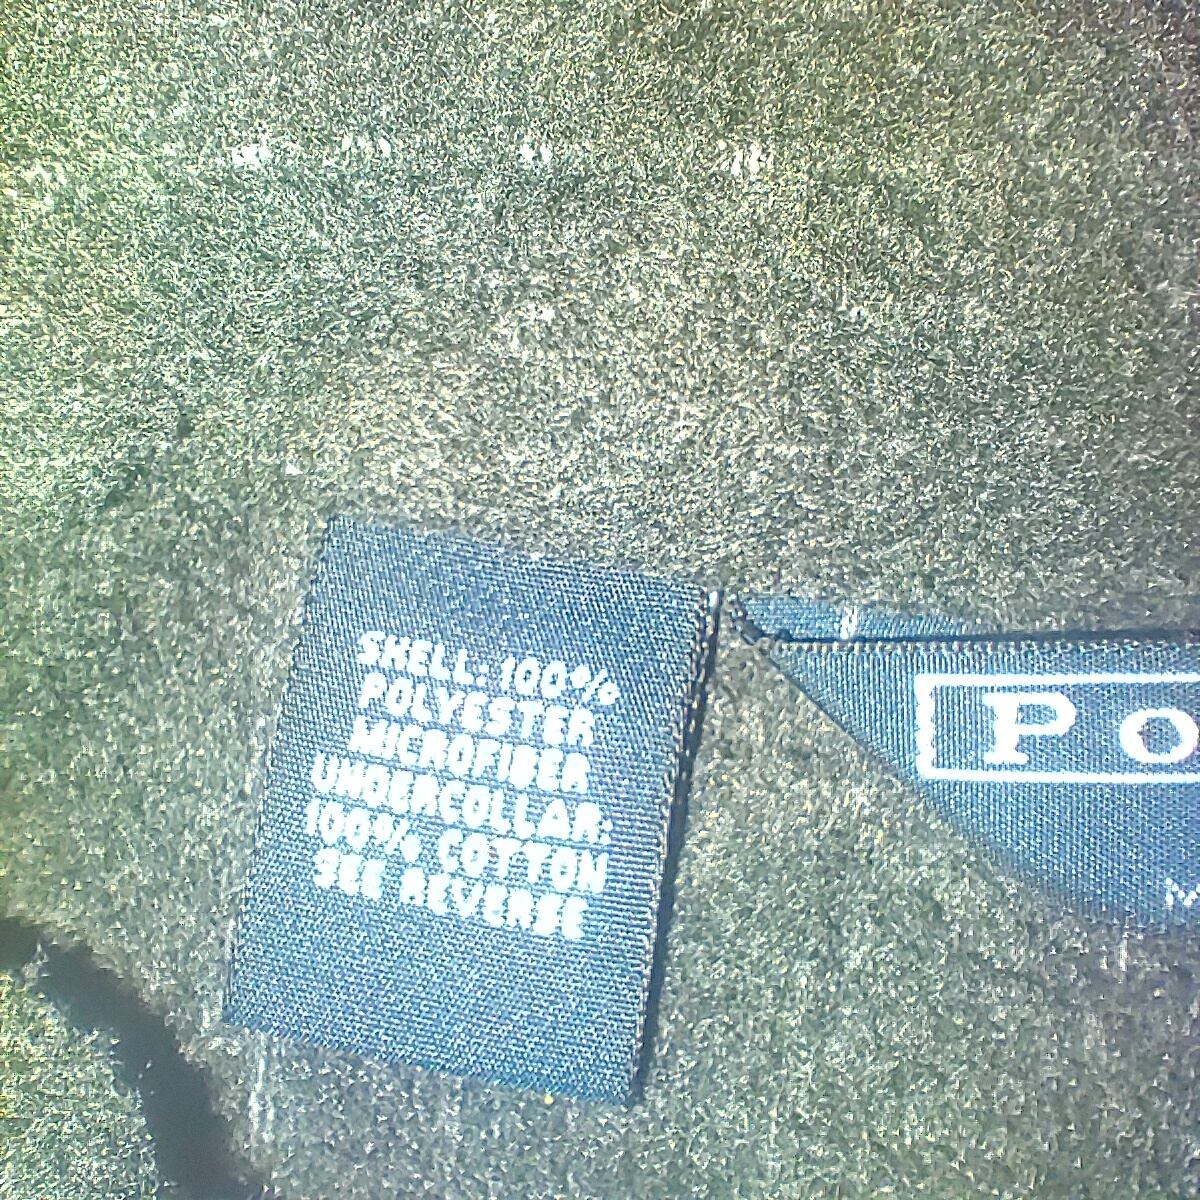 SHELL: 100%
POLYESTER
MICROFIBER
UNDERCOLLAR:
100% COTTON
SEE REVERSE
Po
M